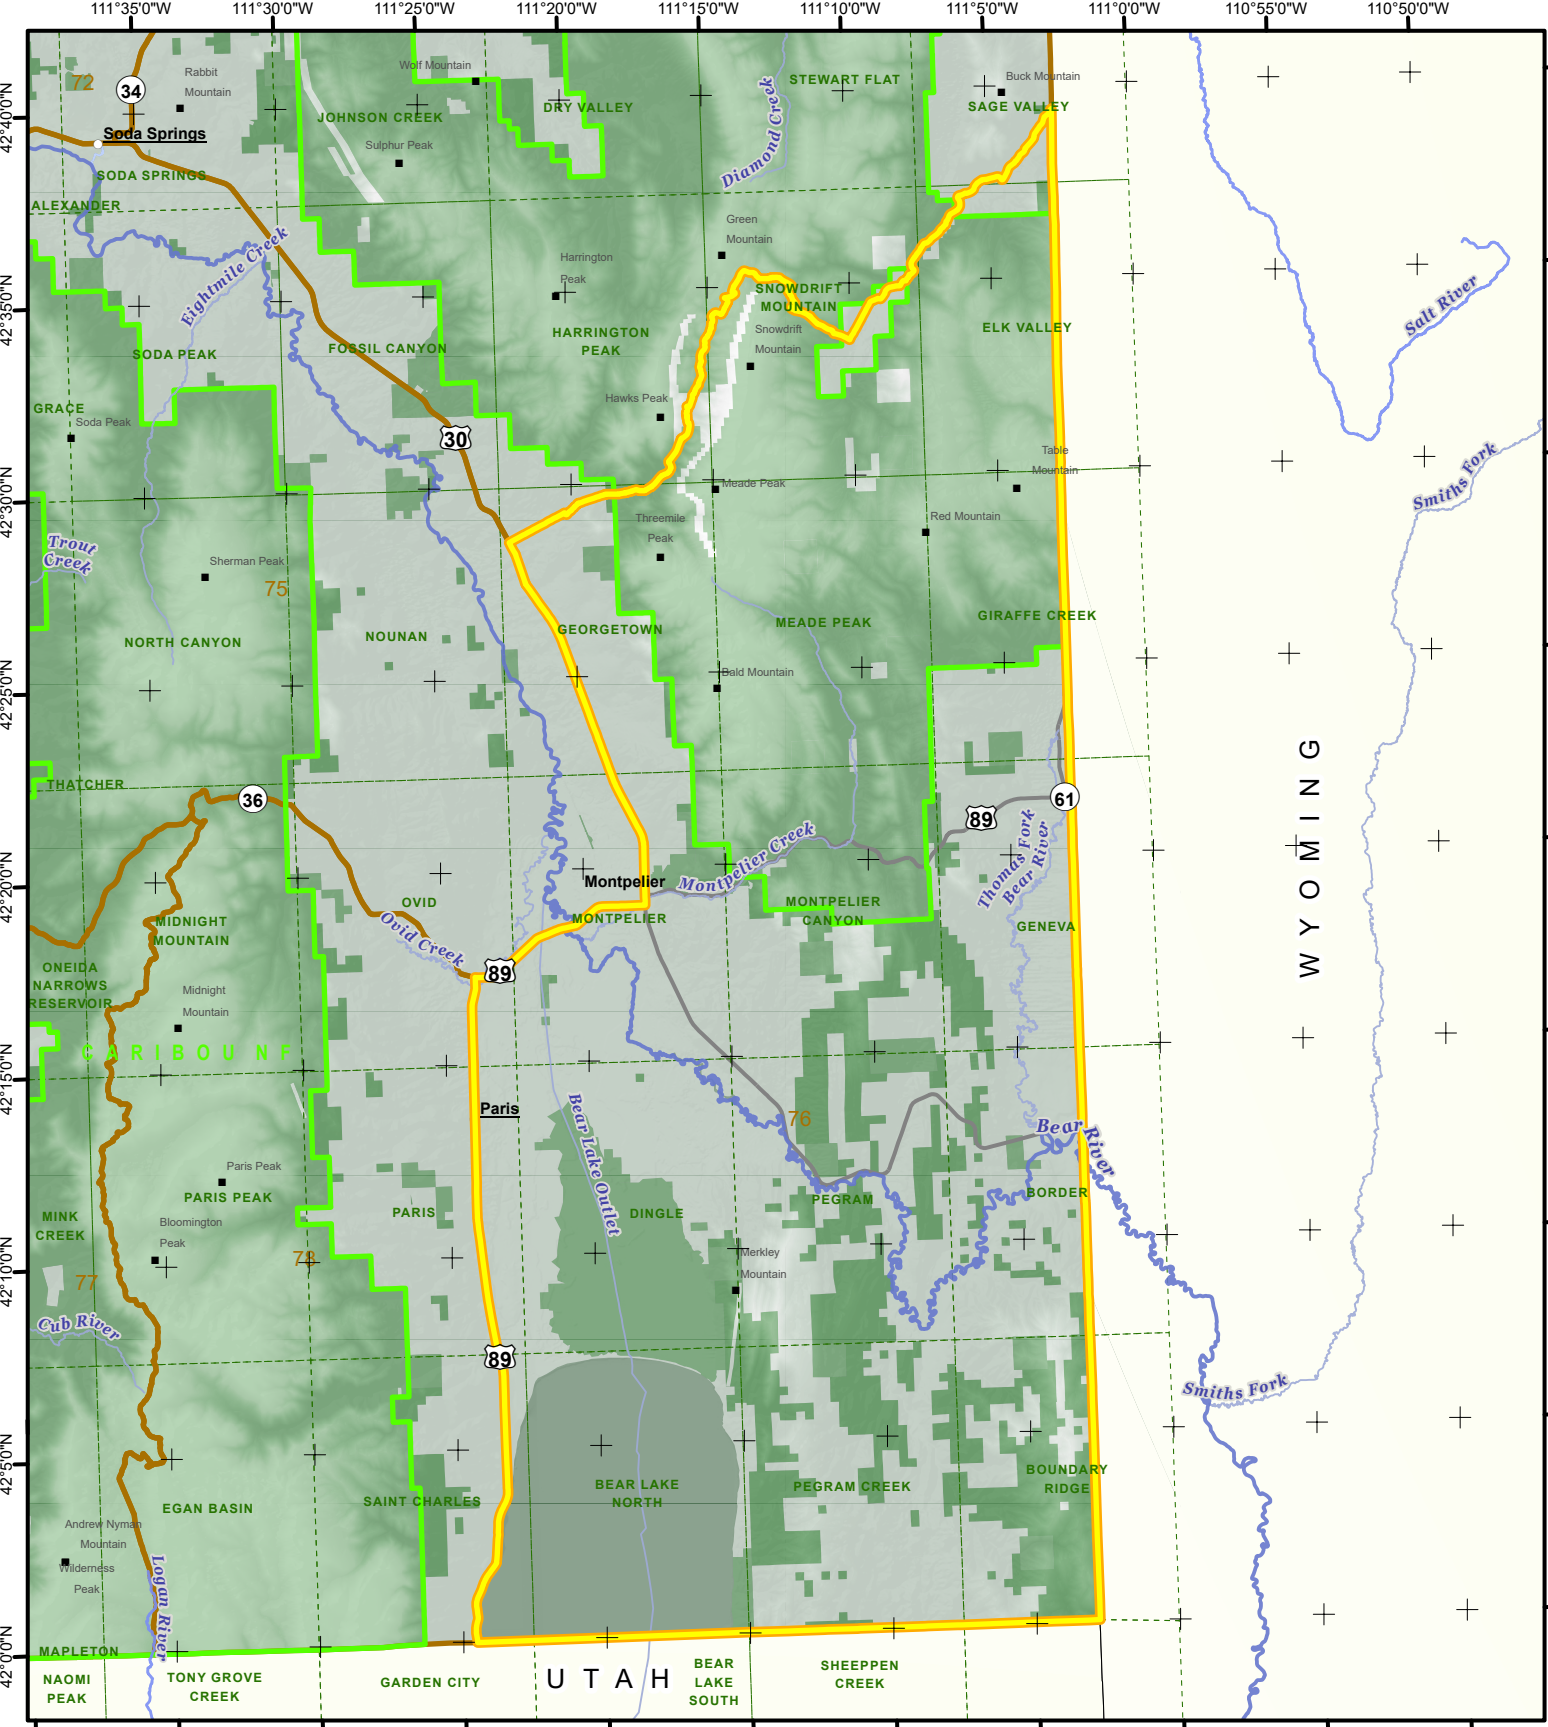 111°35'0"W
111°30'0"W
111°25'0"W
111°20'0"W
111°15'0"W
111°10'0"W
111°5'0"W
111°0'0"W
110°55'0"W
110°50'0"W
42°40'0"N
42°35'0"N
42°30'0"N
42°25'0"N
42°20'0"N
42°15'0"N
42°10'0"N
42°5'0"N
42°0'0"N
72
34
Rabbit
Mountain
Wolf Mountain
JOHNSON CREEK
DRY VALLEY
Diamond Creek
STEWART FLAT
Buck Mountain
SAGE VALLEY
Soda Springs
Sulphur Peak
SODA SPRINGS
ALEXANDER
Eightmile Creek
Green
Mountain
Harrington
Peak
SNOWDRIFT
MOUNTAIN
Snowdrift
Mountain
HARRINGTON
PEAK
ELK VALLEY
Salt River
SODA PEAK
FOSSIL CANYON
GRACE
Soda Peak
Hawks Peak
30
Table
Mountain
Meade Peak
Smiths Fork
Threemile
Peak
Red Mountain
Trout
Creek
Sherman Peak
75
NORTH CANYON
NOUNAN
GEORGETOWN
MEADE PEAK
GIRAFFE CREEK
Bald Mountain
THATCHER
36
61
89
WYOMING
Thomas Fork
Bear River
Montpelier Creek
Montpelier
MONTPELIER
MONTPELIER
CANYON
OVID
Ovid Creek
GENEVA
MIDNIGHT
MOUNTAIN
89
ONEIDA
NARROWS
RESERVOIR
Midnight
Mountain
CARIBOU NF
Paris
Bear Lake Outlet
76
Bear River
Paris Peak
PARIS PEAK
Bloomington
Peak
MINK
CREEK
PARIS
DINGLE
PEGRAM
BORDER
78
77
Merkley
Mountain
Cub River
89
Smiths Fork
BEAR LAKE
NORTH
PEGRAM CREEK
BOUNDARY
RIDGE
SAINT CHARLES
EGAN BASIN
Andrew Nyman
Mountain
Wilderness
Peak
Logan River
MAPLETON
NAOMI
PEAK
TONY GROVE
CREEK
GARDEN CITY
UTAH
BEAR
LAKE
SOUTH
SHEEPPEN
CREEK